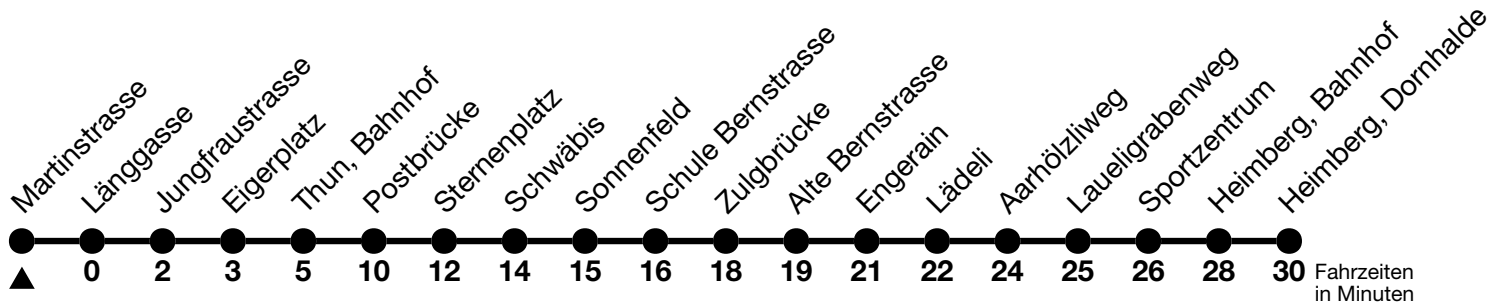 Martinstrasse
Länggasse
Jungfraustrasse
Eigerplatz
Thun, Bahnhof
Postbrücke
Sternenplatz
Schwäbis
Sonnenfeld
Schule Bernstrasse
Zulgbrücke
Alte Bernstrasse
Engerain
Lädeli
Aarhölzliweg
Laueligrabenweg
Sportzentrum
Heimberg, Bahnhof
Heimberg, Dornhalde
0 2 3 5 10 12 14 15 16 18 19 21 22 24 25 26 28 30 Fahrzeiten
in Minuten